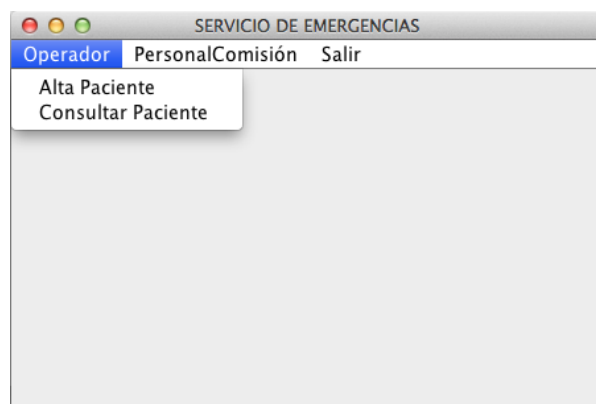 SERVICIO DE EMERGENCIAS
Operador PersonalComisión Salir
Alta Paciente
Consultar Paciente